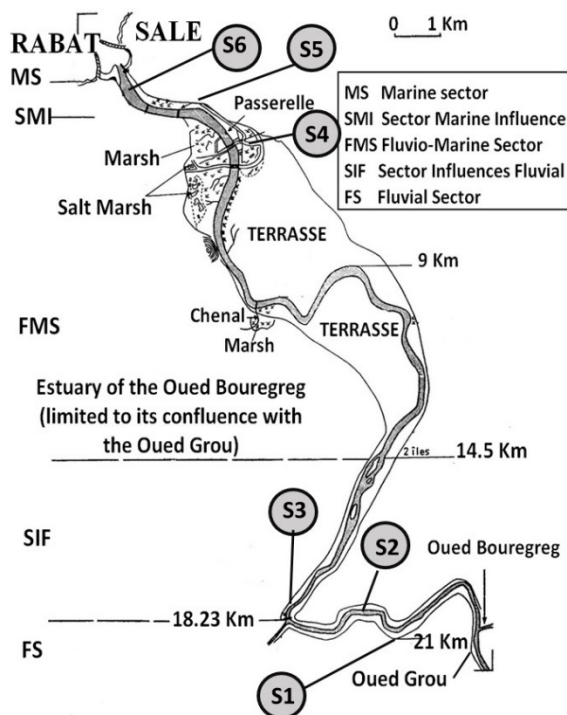 RABAT
SALE
S6
S5
0 1 Km
MS
SMI
Passerelle
S4
Marsh
Salt Marsh
MS Marine sector
SMI Sector Marine Influence
FMS Fluvio-Marine Sector
SIF Sector Influences Fluvial
FS Fluvial Sector
TERRASSE
9 Km
FMS
Chenal
Marsh
TERRASSE
Estuary of the Oued Bouregreg
(limited to its confluence with
the Oued Grou)
2 îles
14.5 Km
SIF
S3
S2
Oued Bouregreg
18.23 Km
FS
21 Km
Oued Grou
S1